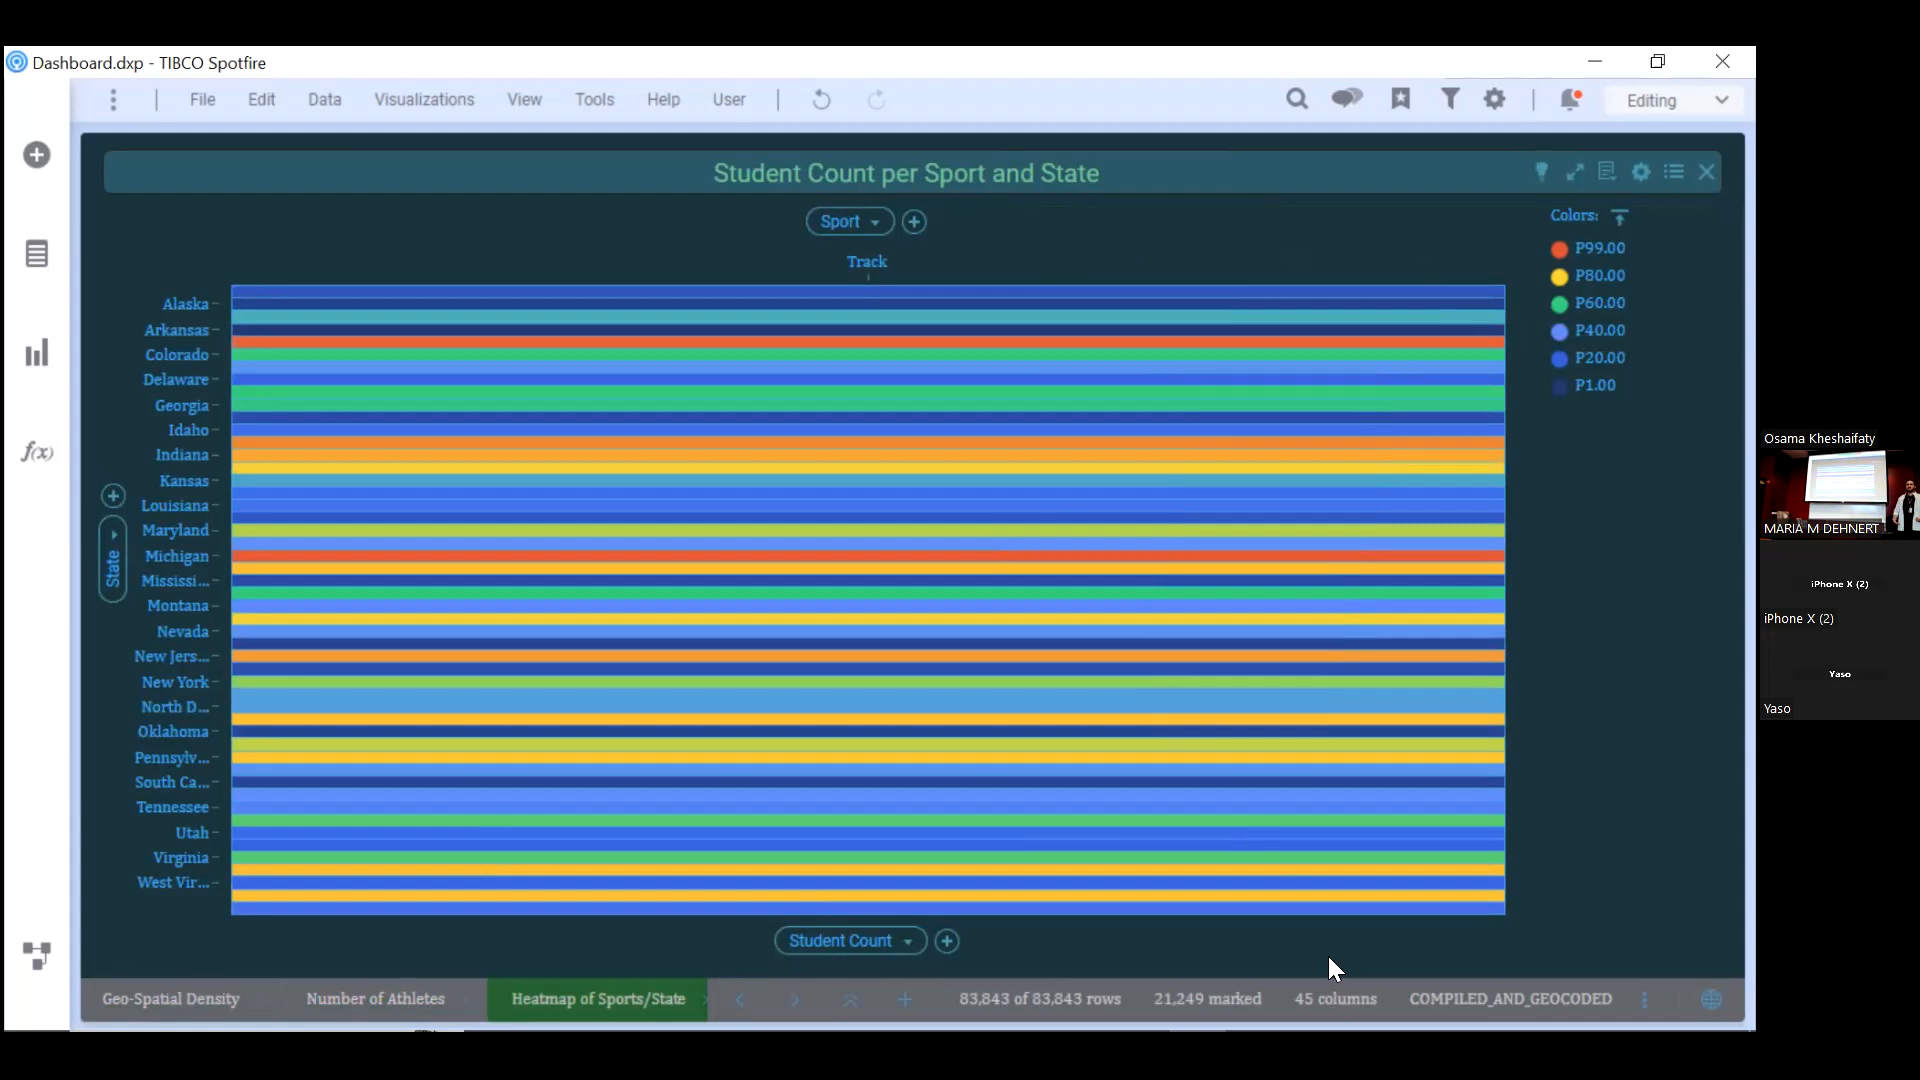 Dashboard.dxp - TIBCO Spotfire
File Edit Data Visualizations View Tools Help User Editing
Student Count per Sport and State
Sport
Track
Colors:
P99.00
P80.00
P60.00
P40.00
P20.00
P1.00
State
Alaska
Arkansas
Colorado
Delaware
Georgia
Idaho
Indiana
Kansas
Louisiana
Maryland
Michigan
Mississi...
Montana
Nevada
New Jers...
New York
North D...
Oklahoma
Pennsylv...
South Ca...
Tennessee
Utah
Virginia
West Vir...
Student Count
Geo-Spatial Density Number of Athletes Heatmap of Sports/State 83,843 of 83,843 rows 21,249 marked 45 columns COMPILED_AND_GEOCODED
f(x)
Osama Kheshaifaty
MARIA M DEHNERT
iPhone X (2)
iPhone X (2)
Yaso
Yaso